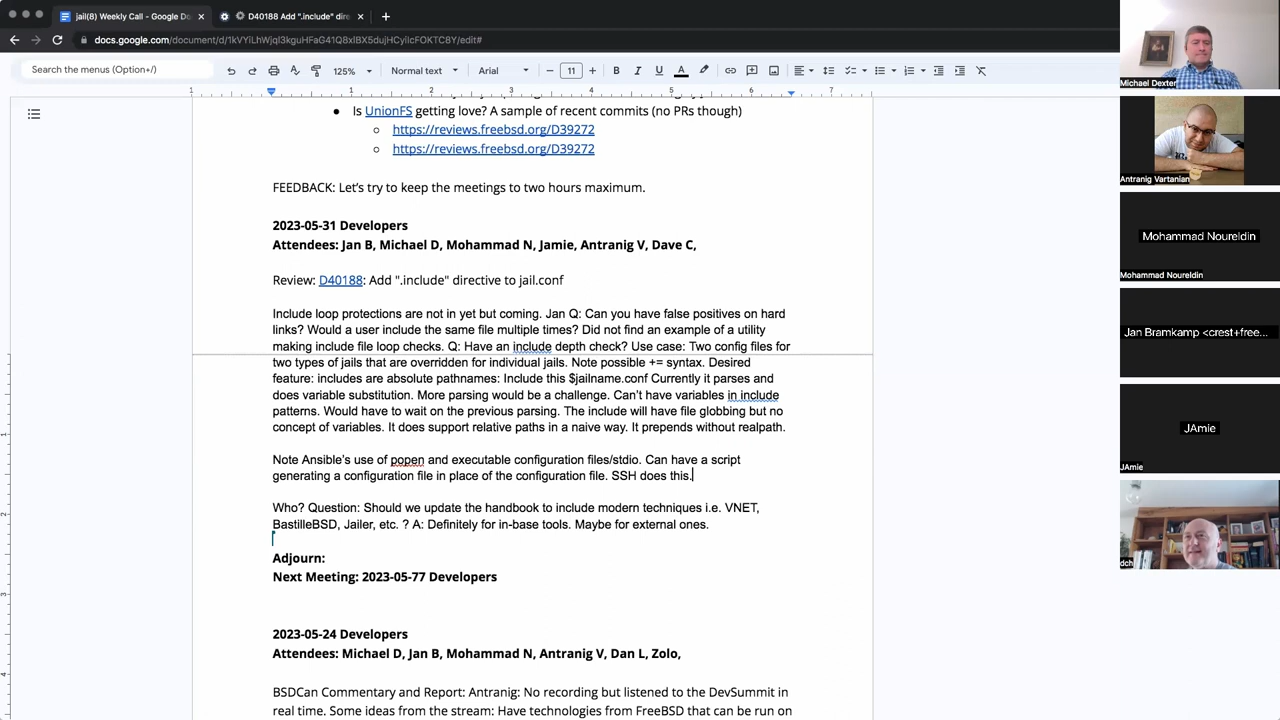 jail(8) Weekly Call - Google Do
D40188 Add ".include" dire
docs.google.com/document/d/1kVYiLhWjql3kguHFaG41Q8xIBX5dujHCyiIcFOKTC8Y/edit#
Search the menus (Option+/)
125%
Normal text
Arial
11
Is UnionFS getting love? A sample of recent commits (no PRs though)
https://reviews.freebsd.org/D39272
https://reviews.freebsd.org/D39272
FEEDBACK: Let's try to keep the meetings to two hours maximum.
2023-05-31 Developers
Attendees: Jan B, Michael D, Mohammad N, Jamie, Antranig V, Dave C,
Review: D40188: Add ".include" directive to jail.conf
Include loop protections are not in yet but coming. Jan Q: Can you have false positives on hard
links? Would a user include the same file multiple times? Did not find an example of a utility
making include file loop checks. Q: Have an include depth check? Use case: Two config files for
two types of jails that are overridden for individual jails. Note possible += syntax. Desired
feature: includes are absolute pathnames: Include this $jailname.conf Currently it parses and
does variable substitution. More parsing would be a challenge. Can't have variables in include
patterns. Would have to wait on the previous parsing. The include will have file globbing but no
concept of variables. It does support relative paths in a naive way. It prepends without realpath.
Note Ansible's use of popen and executable configuration files/stdio. Can have a script
generating a configuration file in place of the configuration file. SSH does this.
Who? Question: Should we update the handbook to include modern techniques i.e. VNET,
BastilleBSD, Jailer, etc. ? A: Definitely for in-base tools. Maybe for external ones.
Adjourn:
Next Meeting: 2023-05-77 Developers
2023-05-24 Developers
Attendees: Michael D, Jan B, Mohammad N, Antranig V, Dan L, Zolo,
BSDCan Commentary and Report: Antranig: No recording but listened to the DevSummit in
real time. Some ideas from the stream: Have technologies from FreeBSD that can be run on
Michael Dexter
Antranig Vartanian
Mohammad Noureldin
Mohammad Noureldin
Jan Bramkamp <crest+free...
JAmie
JAmie
dch